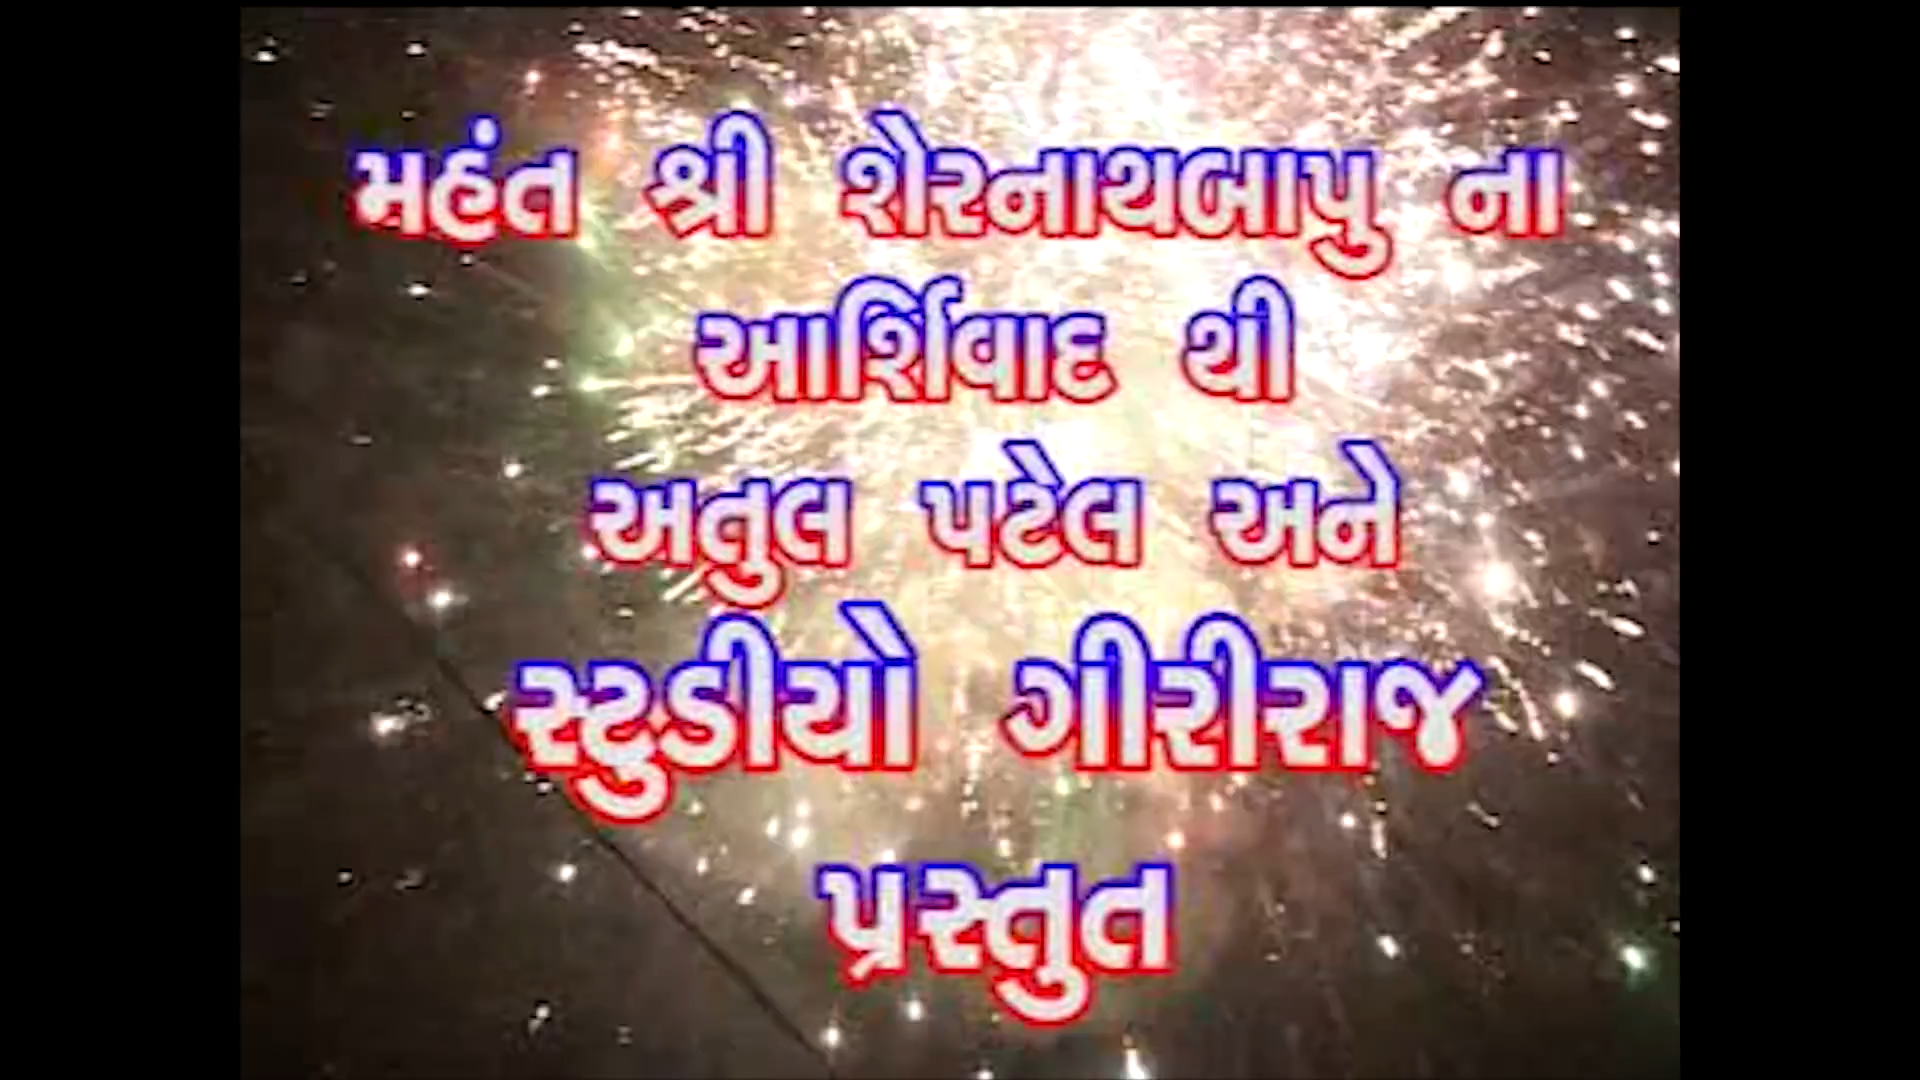 મહંત શ્રી શેરનાથબાપુ ના
આર્શિવાદ થી
અતુલ પટેલ અને
સ્ટુડીયો ગીરીરાજ
પ્રસ્તુત